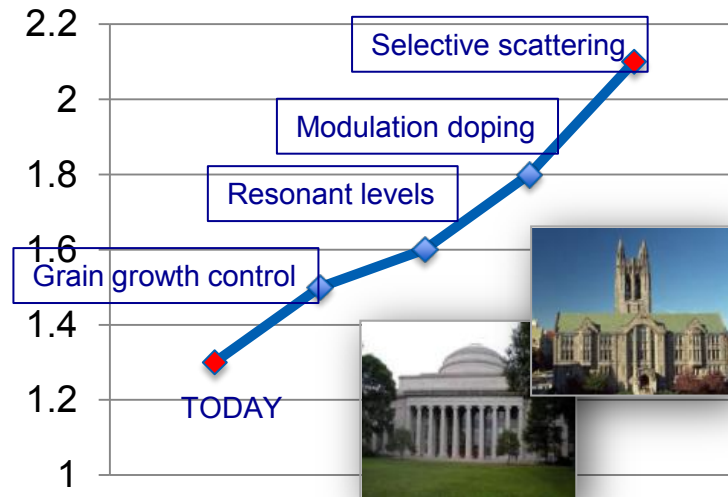 2.2
Selective scattering
2
Modulation doping
1.8
Resonant levels
1.6
Grain growth control
1.4
TODAY
1.2
1